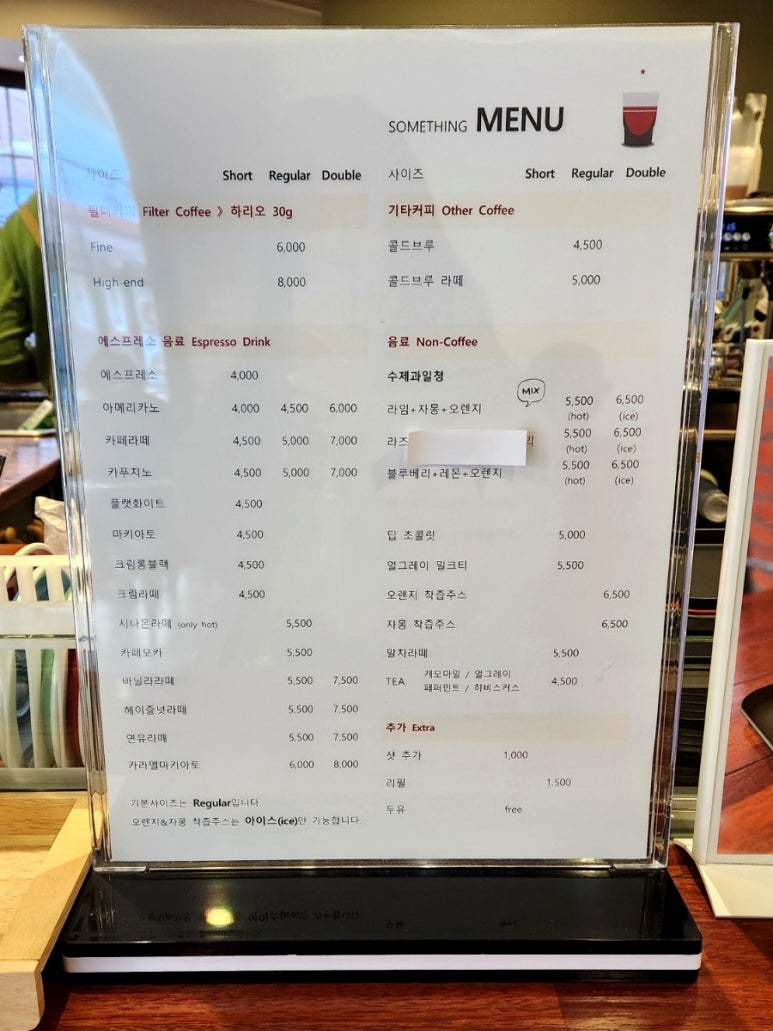 SOMETHING MENU
사이즈 Short Regular Double
필터커피 Filter Coffee 》 하리오 30g
Fine 6,000
High-end 8,000
에스프레소 음료 Espresso Drink
에스프레소 4,000
아메리카노 4,000 4,500 6,000
카페라떼 4,500 5,000 7,000
카푸치노 4,500 5,000 7,000
플랫화이트 4,500
마키아토 4,500
크림롱블랙 4,500
크림라떼 4,500
시나몬라떼 (only hot) 5,500
카페모카 5,500
바닐라라떼 5,500 7,500
헤이즐넛라떼 5,500 7,500
연유라떼 5,500 7,500
카라멜마키아토 6,000 8,000
기본사이즈는 Regular입니다.
오렌지&자몽 착즙주스는 아이스(ice)만 가능합니다.
사이즈 Short Regular Double
기타커피 Other Coffee
콜드브루 4,500
콜드브루 라떼 5,000
음료 Non-Coffee
수제과일청
MIX
라임+자몽+오렌지 5,500 6,500
(hot) (ice)
라즈 5,500 6,500
(hot) (ice)
블루베리+레몬+오렌지 5,500 6,500
(hot) (ice)
딥 초콜릿 5,000
얼그레이 밀크티 5,500
오렌지 착즙주스 6,500
자몽 착즙주스 6,500
말차라떼 5,500
TEA 캐모마일 / 얼그레이 4,500
페퍼민트 / 히비스커스
추가 Extra
샷 추가 1,000
리필 1,500
두유 free